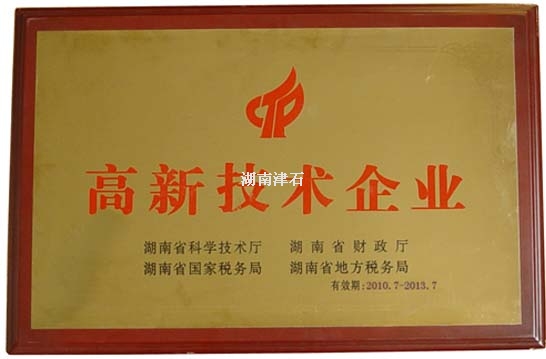 高新技术企业
湖南津石
湖南省科学技术厅 湖南省财政厅
湖南省国家税务局 湖南省地方税务局
有效期:2010.7-2013.7